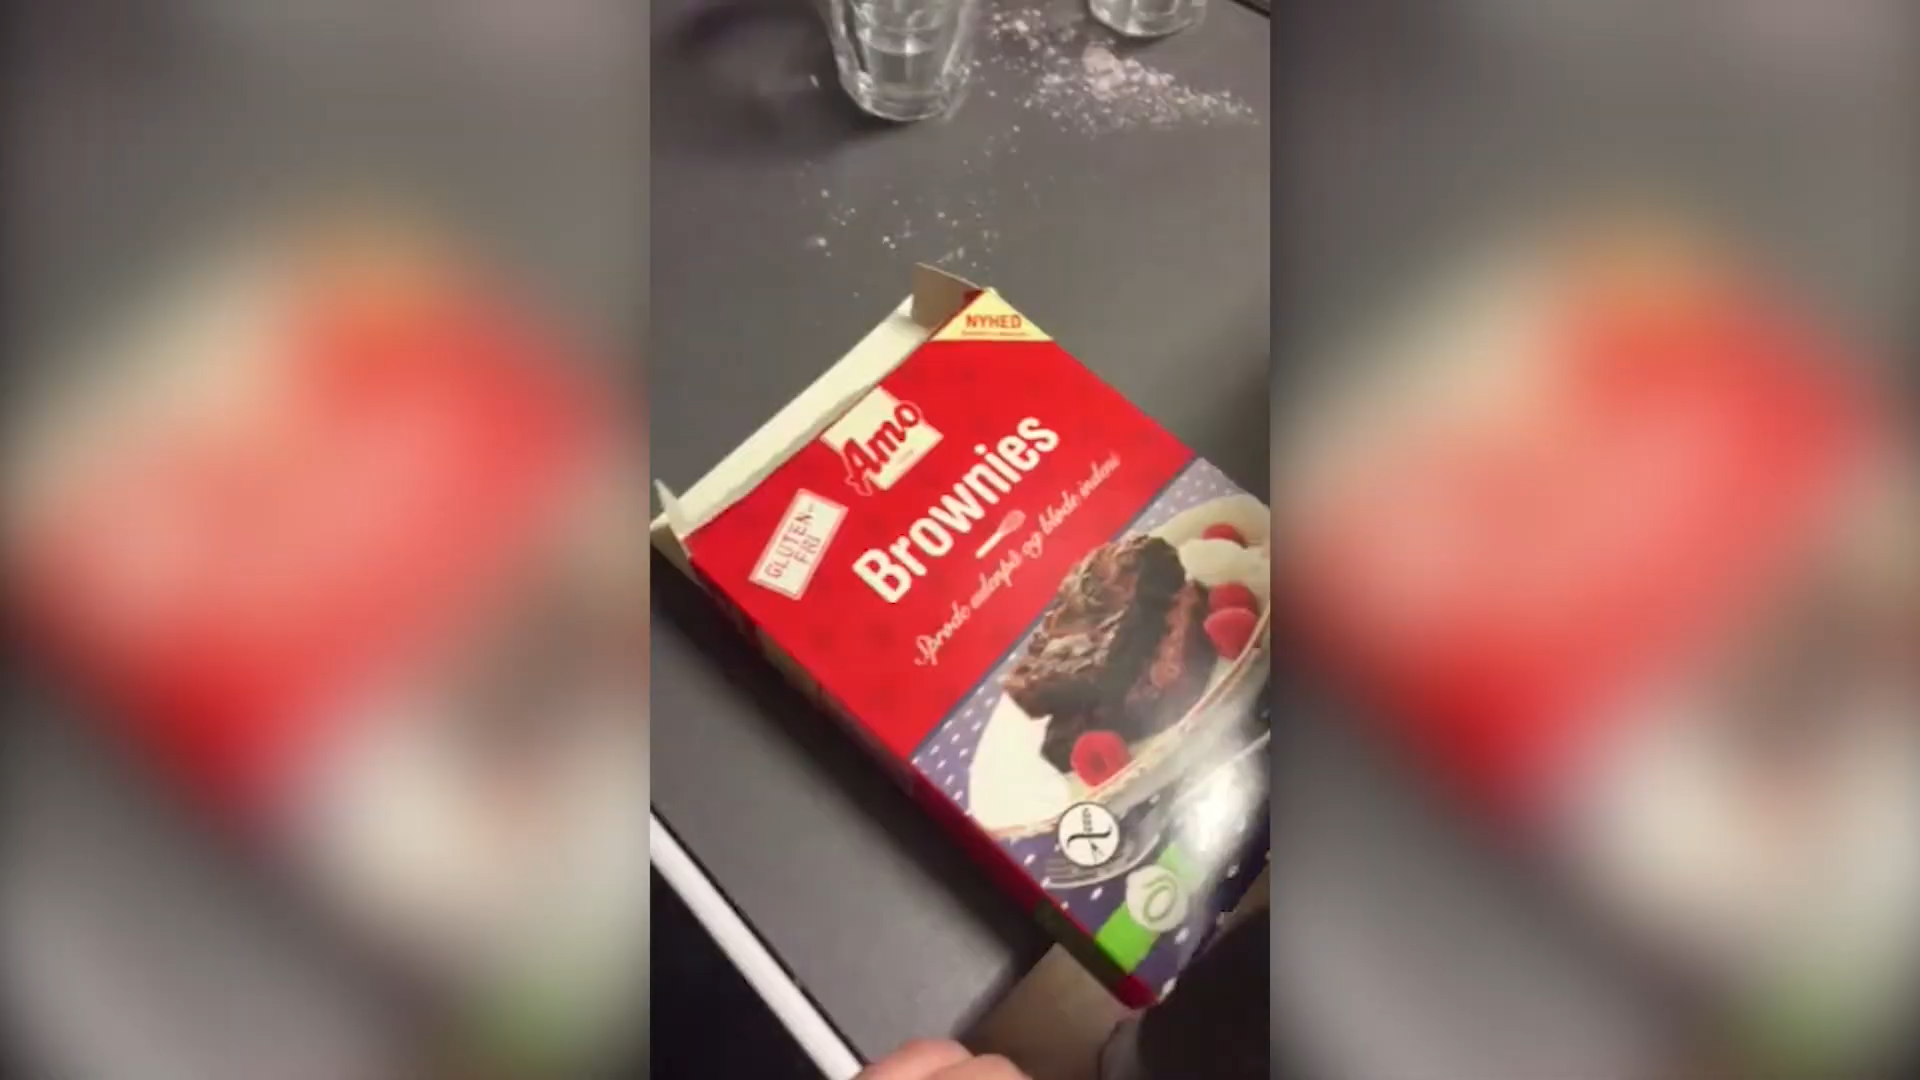 NYHED
Amo
GLUTEN-
FRI
Brownies
Sprøde udenpå og bløde indeni